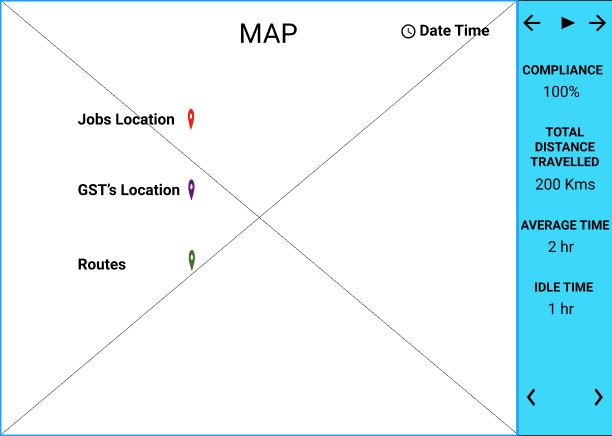 MAP
Date Time
Jobs Location
GST's Location
Routes
COMPLIANCE
100%
TOTAL
DISTANCE
TRAVELLED
200 Kms
AVERAGE TIME
2 hr
IDLE TIME
1 hr